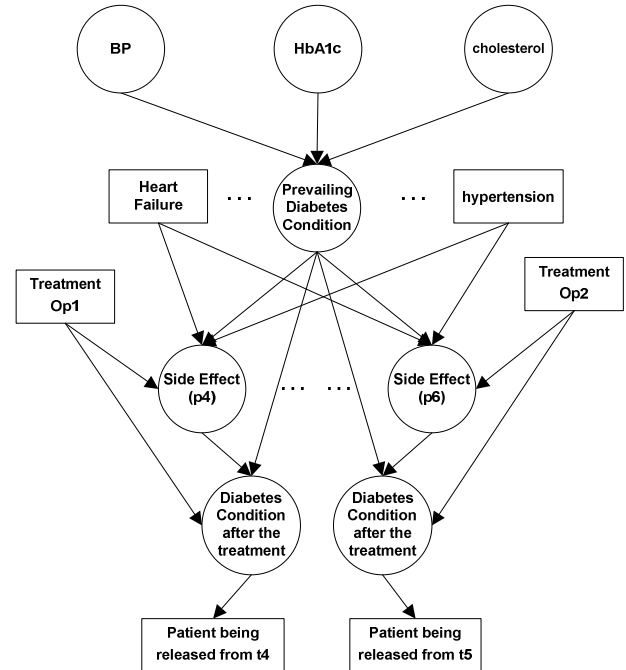 BP
HbA1c
cholesterol
Heart
Failure
. . .
Prevailing
Diabetes
Condition
. . .
hypertension
Treatment
Op1
Treatment
Op2
Side Effect
(p4)
. . .   . . .
Side Effect
(p6)
Diabetes
Condition
after the
treatment
Diabetes
Condition
after the
treatment
Patient being
released from t4
Patient being
released from t5